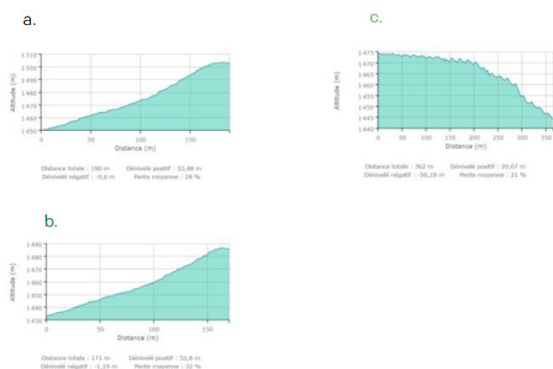 a.
1 510
1 500
1 490
1 480
1 470
1 460
1 450
Altitude (m)
0 50 100 150
Distance (m)
Distance totale : 190 m Dénivelé positif : 53,48 m
Dénivelé négatif : -0,6 m Pente moyenne : 28 %
b.
1 490
1 480
1 470
1 460
1 450
1 440
1 430
Altitude (m)
0 50 100 150
Distance (m)
Distance totale : 171 m Dénivelé positif : 53,8 m
Dénivelé négatif : -1,19 m Pente moyenne : 32 %
c.
1 475
1 470
1 465
1 460
1 455
1 450
1 445
1 440
Altitude (m)
0 50 100 150 200 250 300 350
Distance (m)
Distance totale : 362 m Dénivelé positif : 20,07 m
Dénivelé négatif : -50,18 m Pente moyenne : 21 %